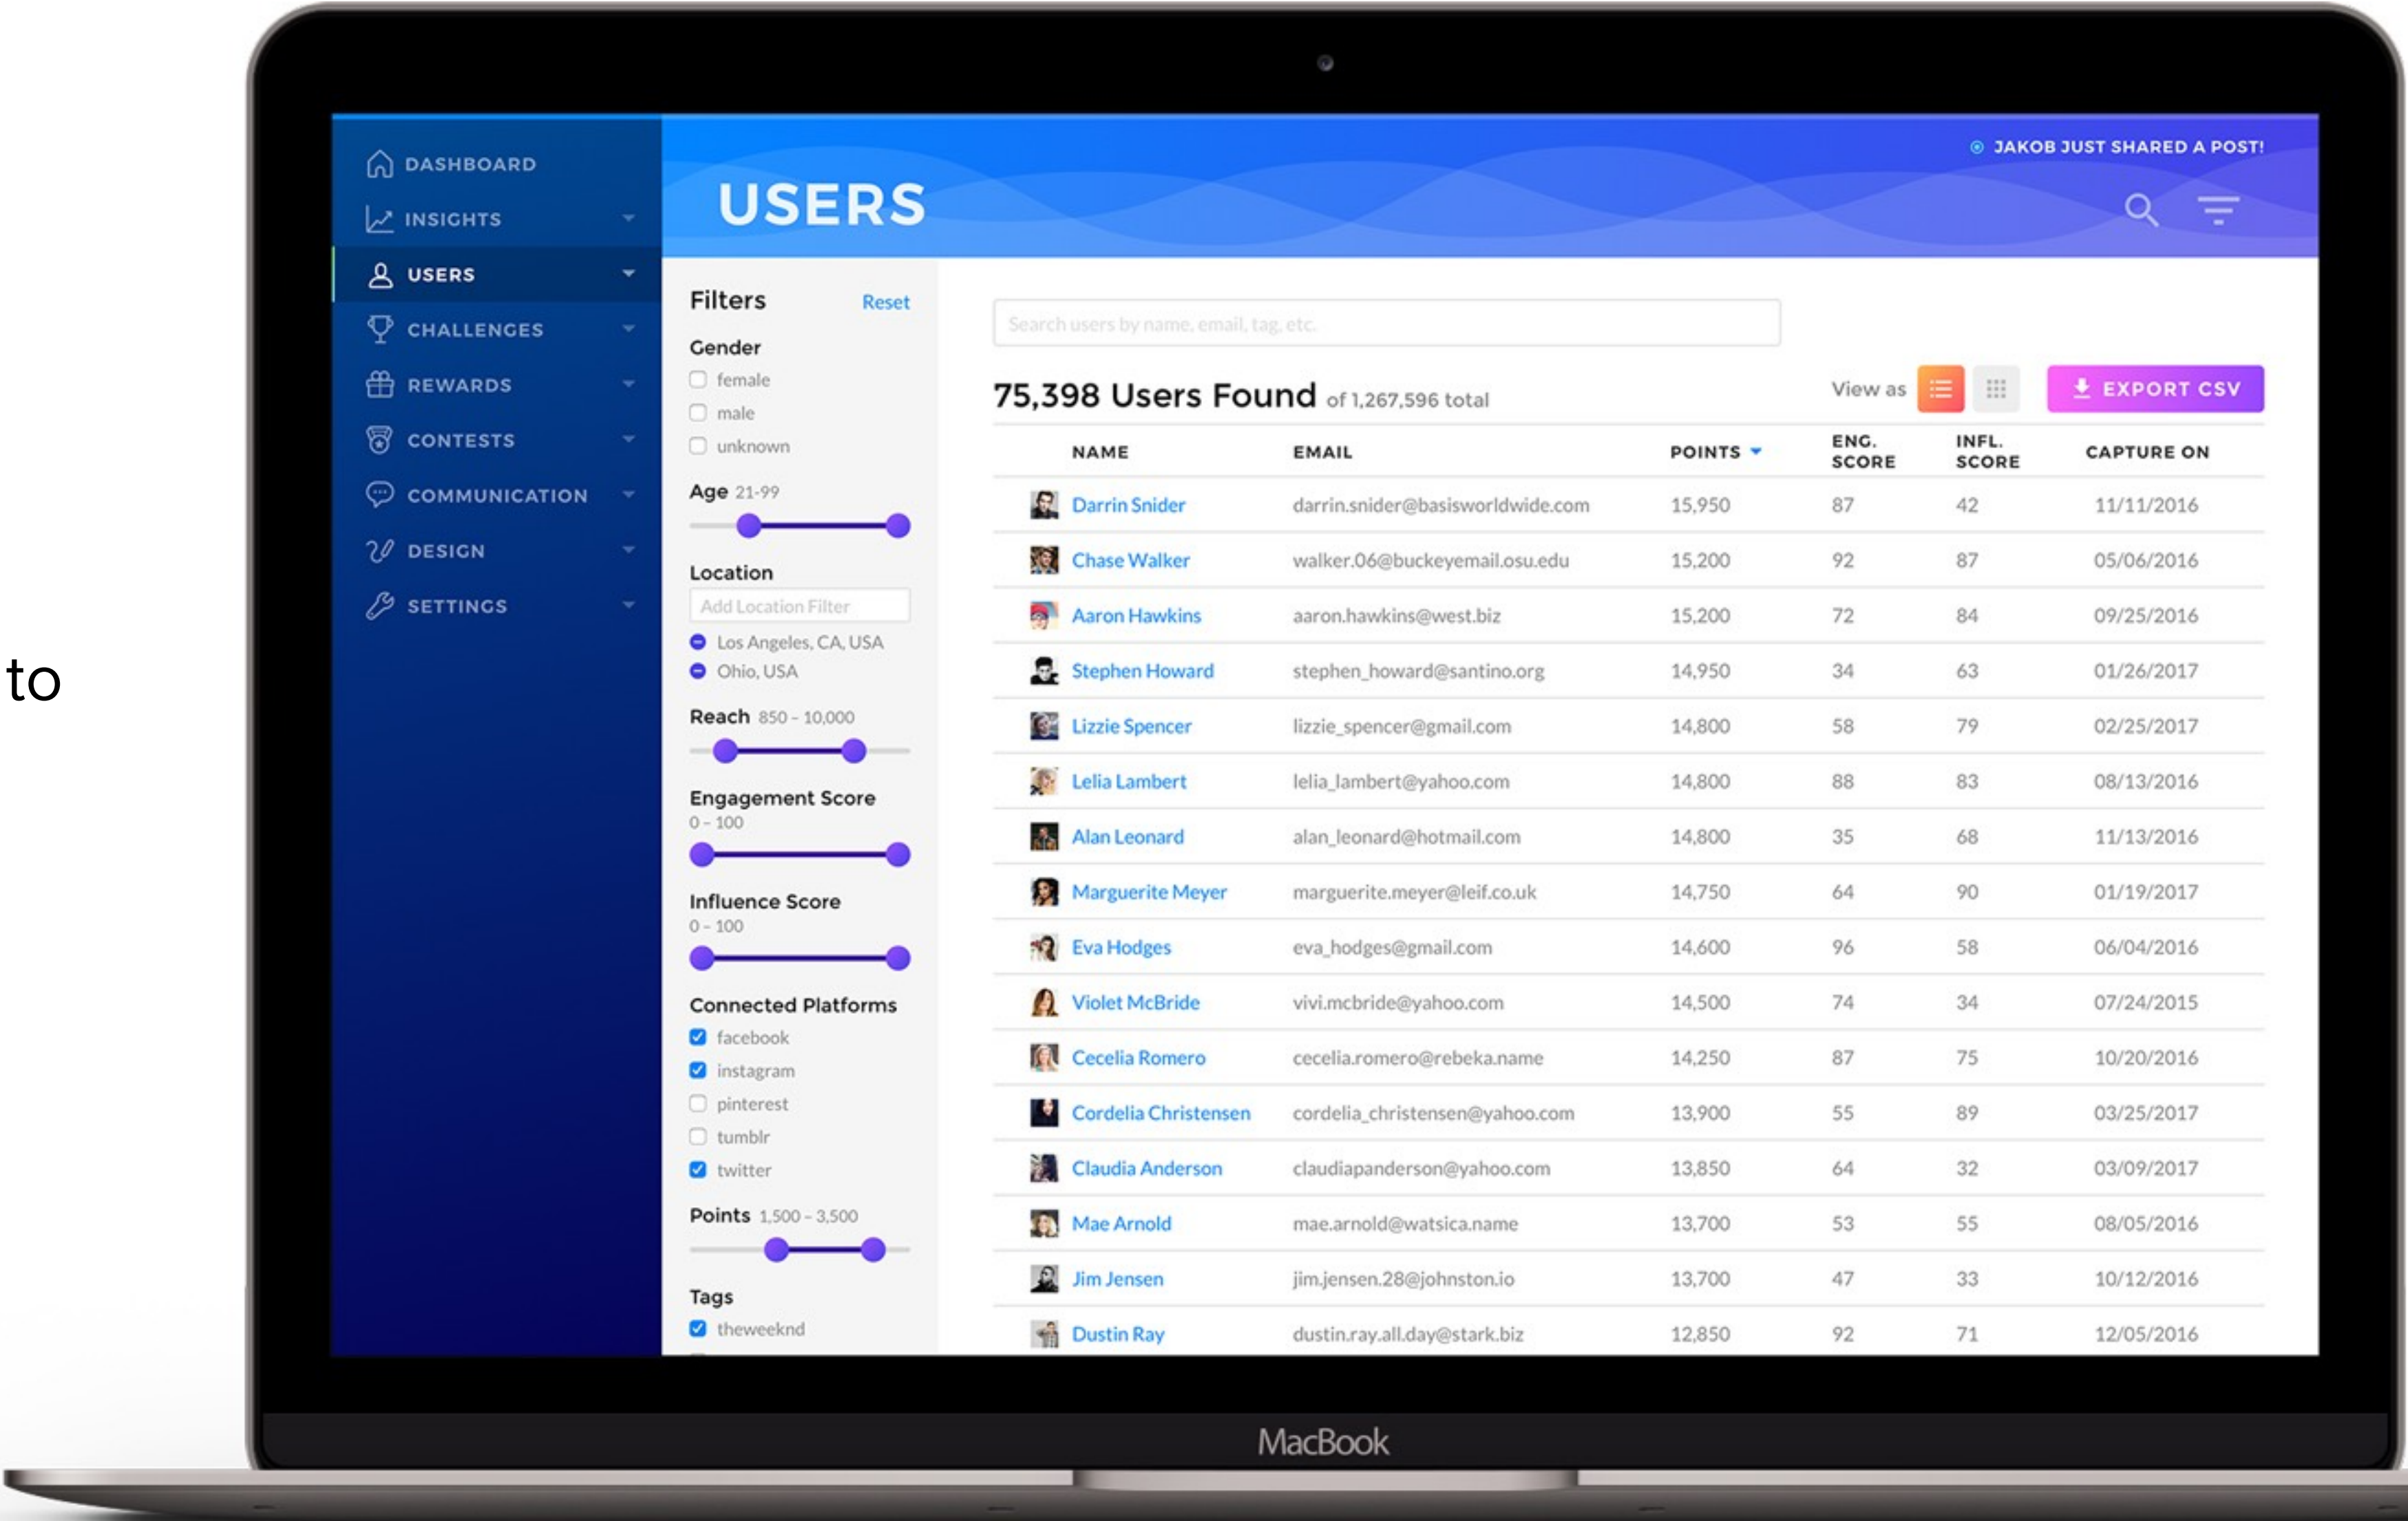 to
DASHBOARD
INSIGHTS
USERS
CHALLENGES
REWARDS
CONTESTS
COMMUNICATION
DESIGN
SETTINGS
JAKOB JUST SHARED A POST!
USERS
Filters Reset
Gender
female
male
unknown
Age 21-99
Location
Add Location Filter
Los Angeles, CA, USA
Ohio, USA
Reach 850 – 10,000
Engagement Score
0 – 100
Influence Score
0 – 100
Connected Platforms
facebook
instagram
pinterest
tumblr
twitter
Points 1,500 – 3,500
Tags
theweeknd
Search users by name, email, tag, etc.
75,398 Users Found of 1,267,596 total
View as EXPORT CSV
NAME EMAIL POINTS ENG. SCORE INFL. SCORE CAPTURE ON
Darrin Snider darrin.snider@basisworldwide.com 15,950 87 42 11/11/2016
Chase Walker walker.06@buckeyemail.osu.edu 15,200 92 87 05/06/2016
Aaron Hawkins aaron.hawkins@west.biz 15,200 72 84 09/25/2016
Stephen Howard stephen_howard@santino.org 14,950 34 63 01/26/2017
Lizzie Spencer lizzie_spencer@gmail.com 14,800 58 79 02/25/2017
Lelia Lambert lelia_lambert@yahoo.com 14,800 88 83 08/13/2016
Alan Leonard alan_leonard@hotmail.com 14,800 35 68 11/13/2016
Marguerite Meyer marguerite.meyer@leif.co.uk 14,750 64 90 01/19/2017
Eva Hodges eva_hodges@gmail.com 14,600 96 58 06/04/2016
Violet McBride vivi.mcbride@yahoo.com 14,500 74 34 07/24/2015
Cecelia Romero cecelia.romero@rebeka.name 14,250 87 75 10/20/2016
Cordelia Christensen cordelia_christensen@yahoo.com 13,900 55 89 03/25/2017
Claudia Anderson claudiapanderson@yahoo.com 13,850 64 32 03/09/2017
Mae Arnold mae.arnold@watsica.name 13,700 53 55 08/05/2016
Jim Jensen jim.jensen.28@johnston.io 13,700 47 33 10/12/2016
Dustin Ray dustin.ray.all.day@stark.biz 12,850 92 71 12/05/2016
MacBook